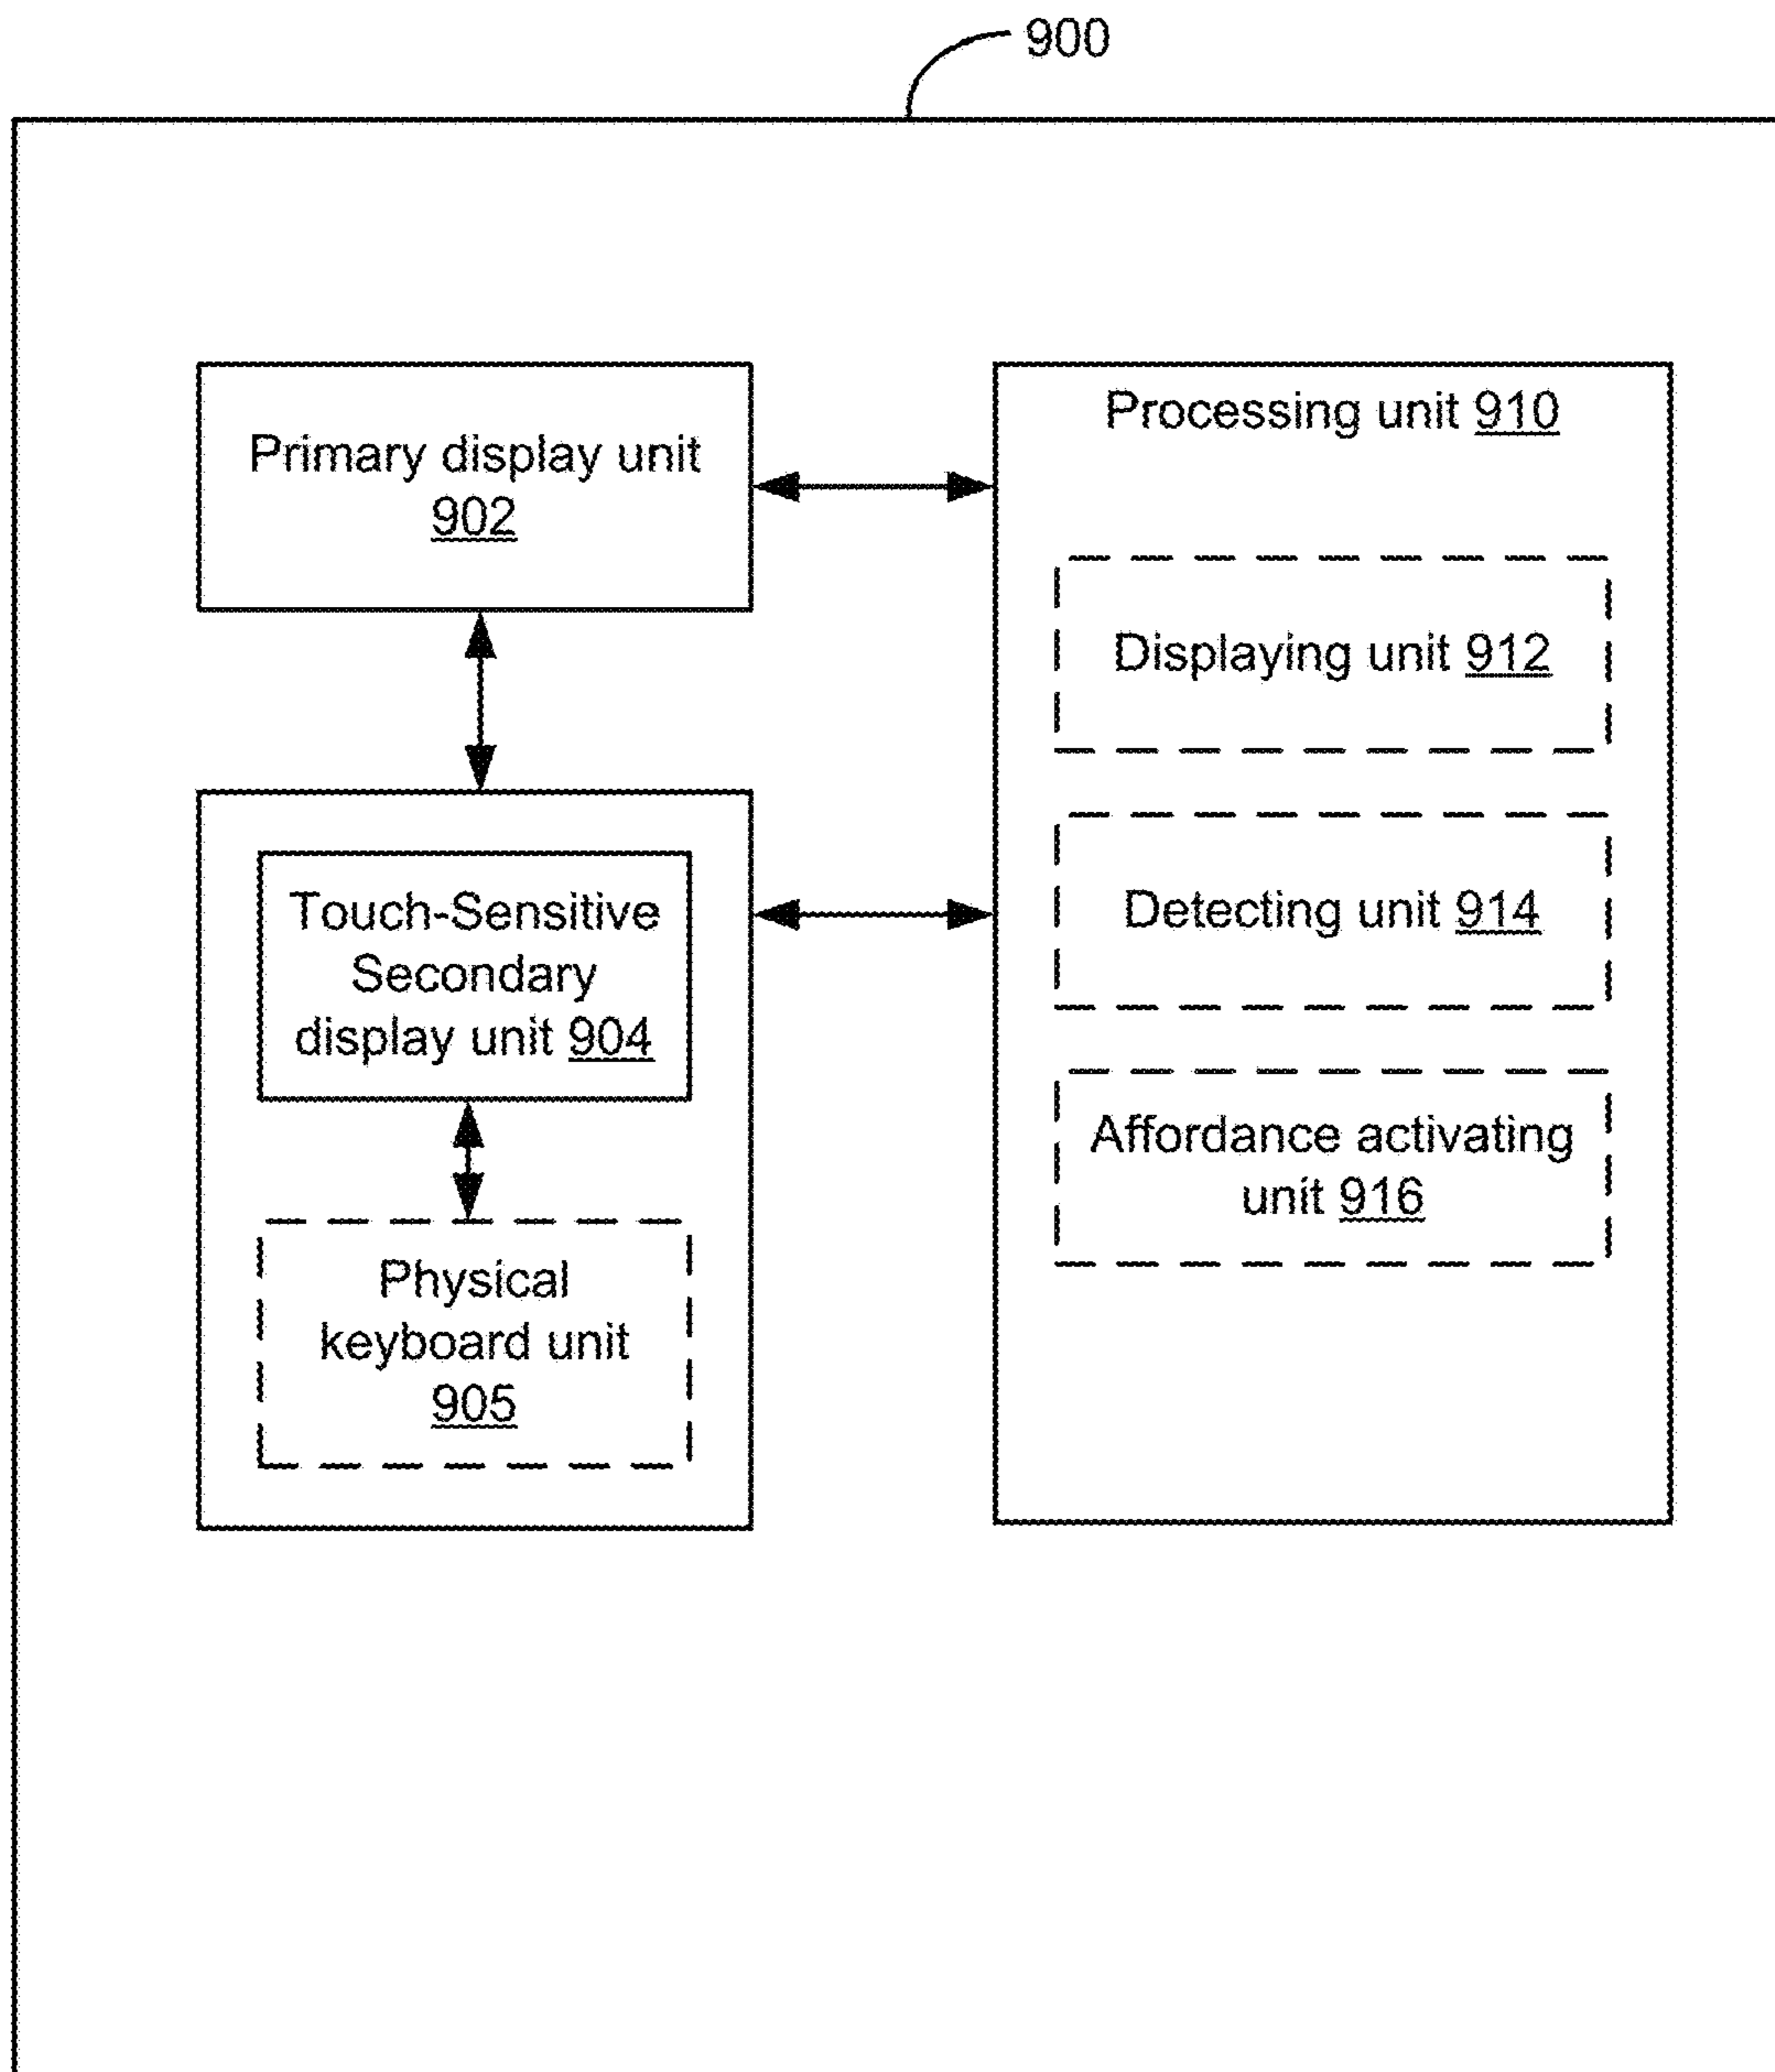 900
Primary display unit
902
Touch-Sensitive
Secondary
display unit 904
Physical
keyboard unit
905
Processing unit 910
Displaying unit 912
Detecting unit 914
Affordance activating
unit 916